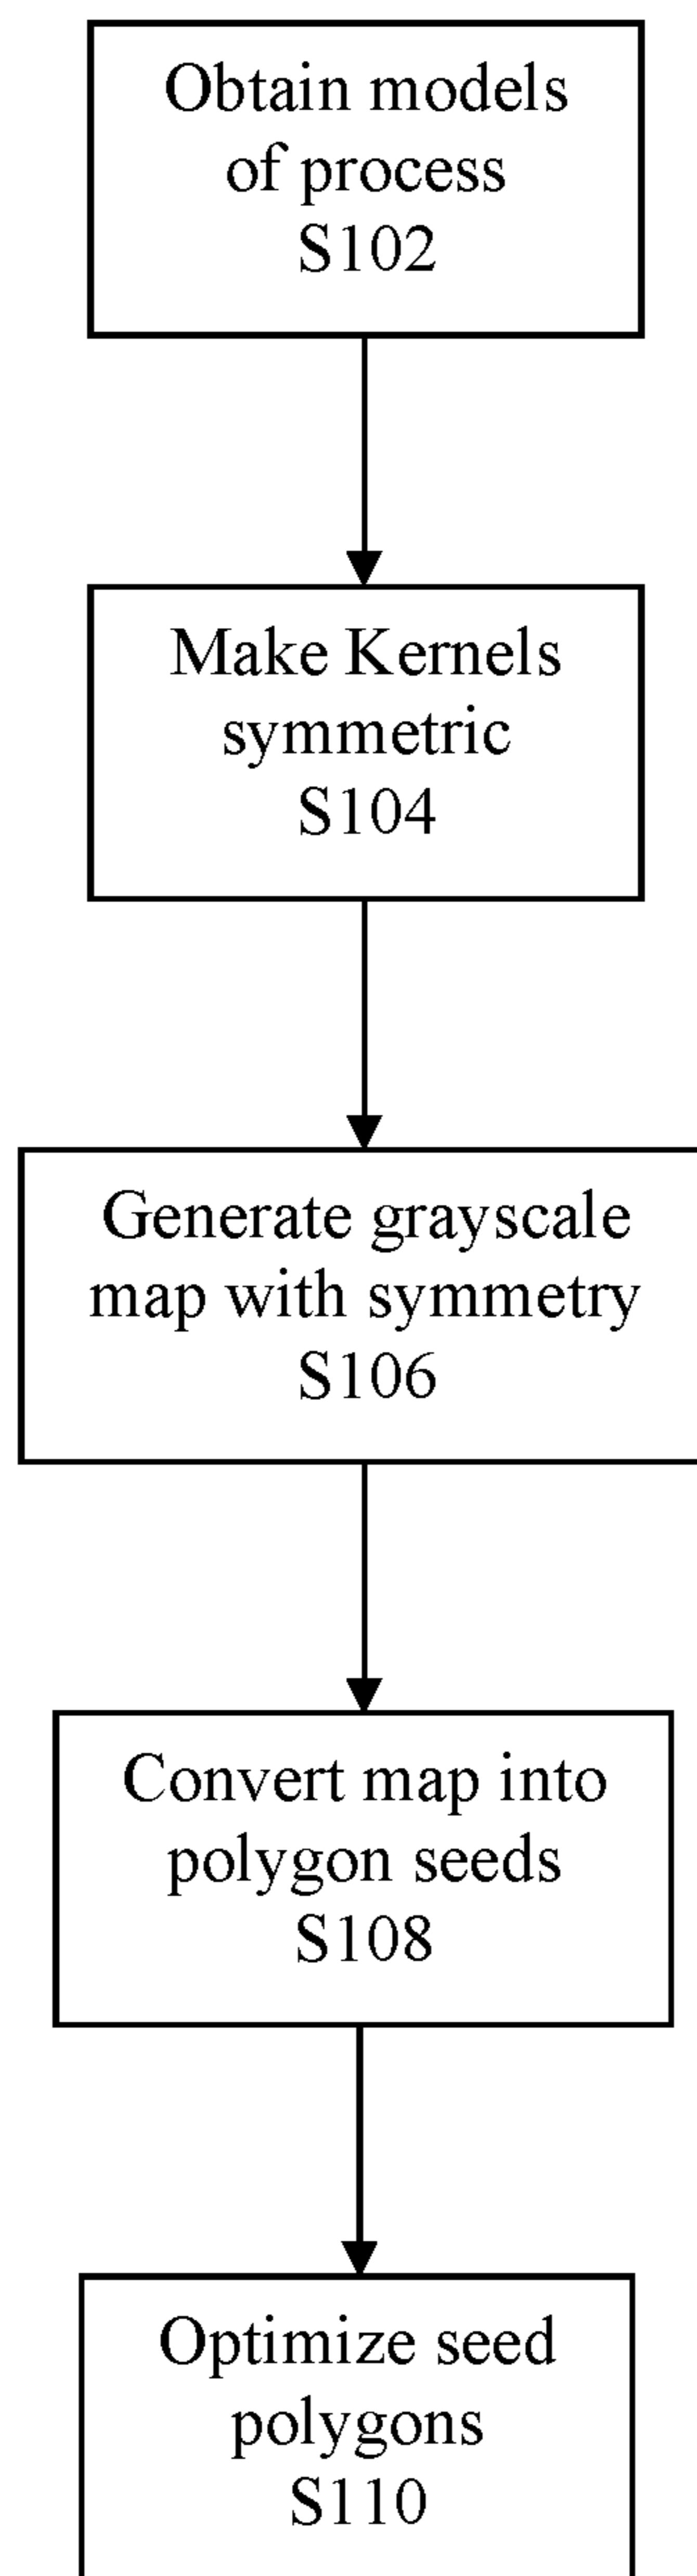 Obtain models
of process
S102
Make Kernels
symmetric
S104
Generate grayscale
map with symmetry
S106
Convert map into
polygon seeds
S108
Optimize seed
polygons
S110